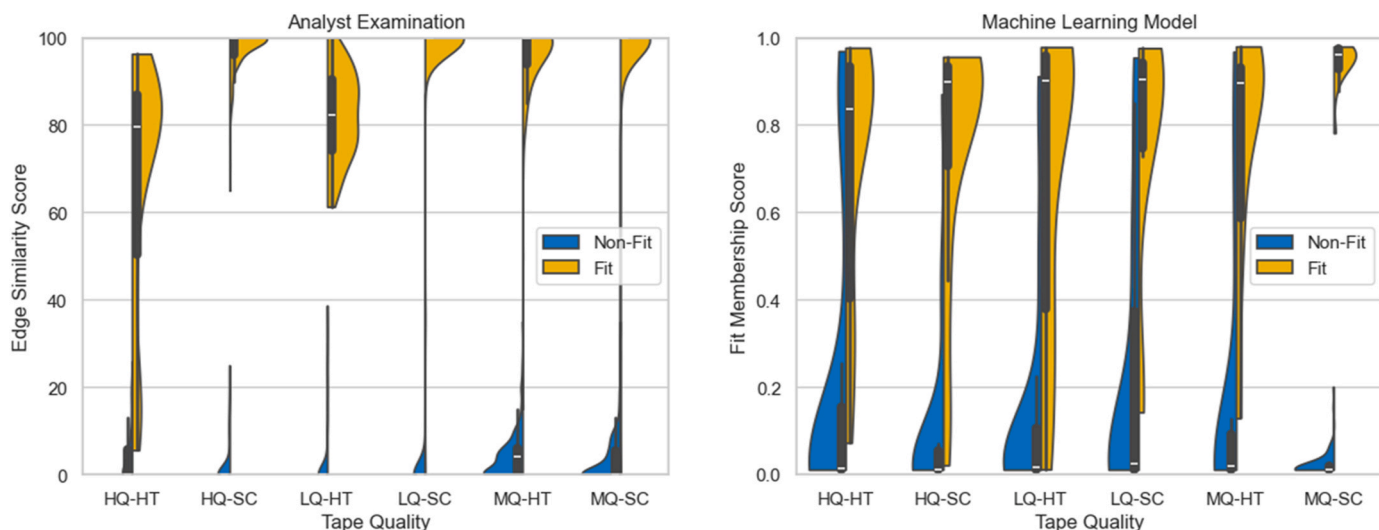 Analyst Examination
100
80
60
40
20
0
Edge Similarity Score
HQ-HT HQ-SC LQ-HT LQ-SC MQ-HT MQ-SC
Tape Quality
Non-Fit
Fit
Machine Learning Model
1.0
0.8
0.6
0.4
0.2
0.0
Fit Membership Score
HQ-HT HQ-SC LQ-HT LQ-SC MQ-HT MQ-SC
Tape Quality
Non-Fit
Fit